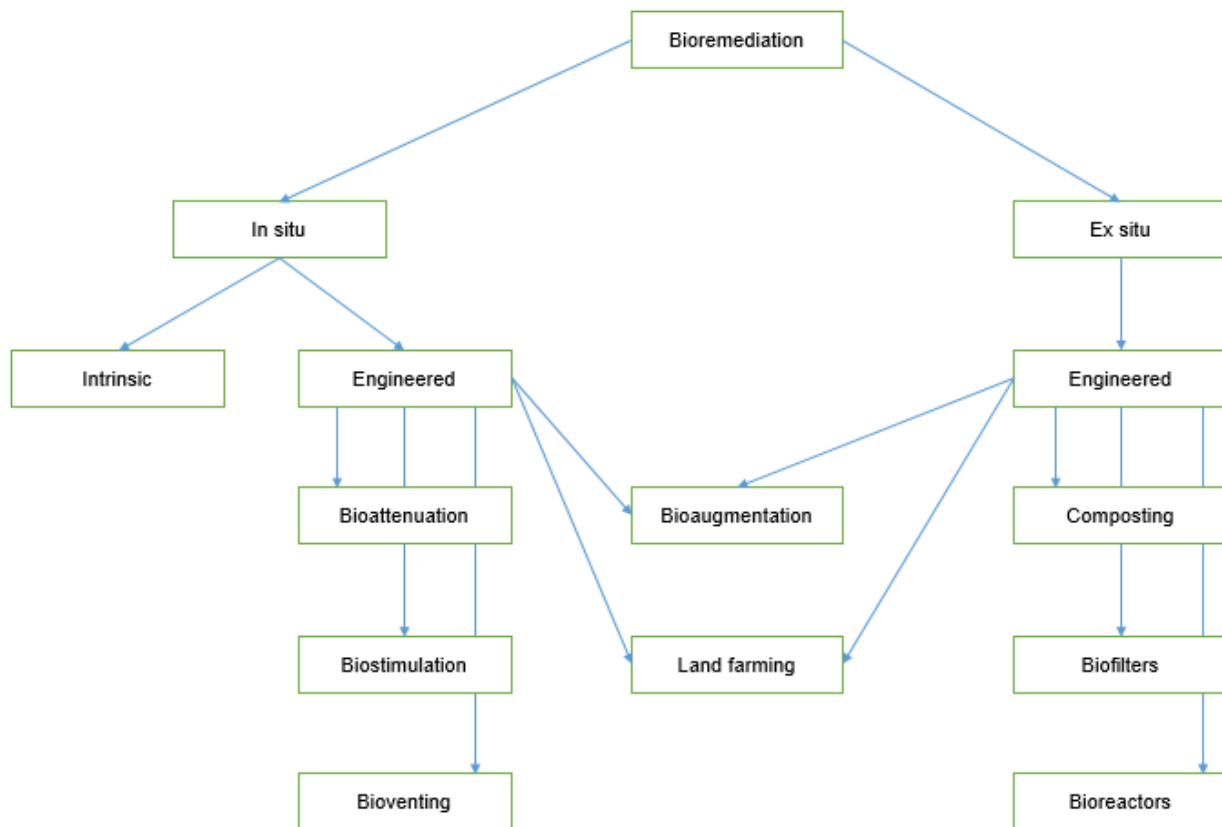 Bioremediation
In situ
Ex situ
Intrinsic
Engineered
Engineered
Bioattenuation
Bioaugmentation
Composting
Biostimulation
Land farming
Biofilters
Bioventing
Bioreactors